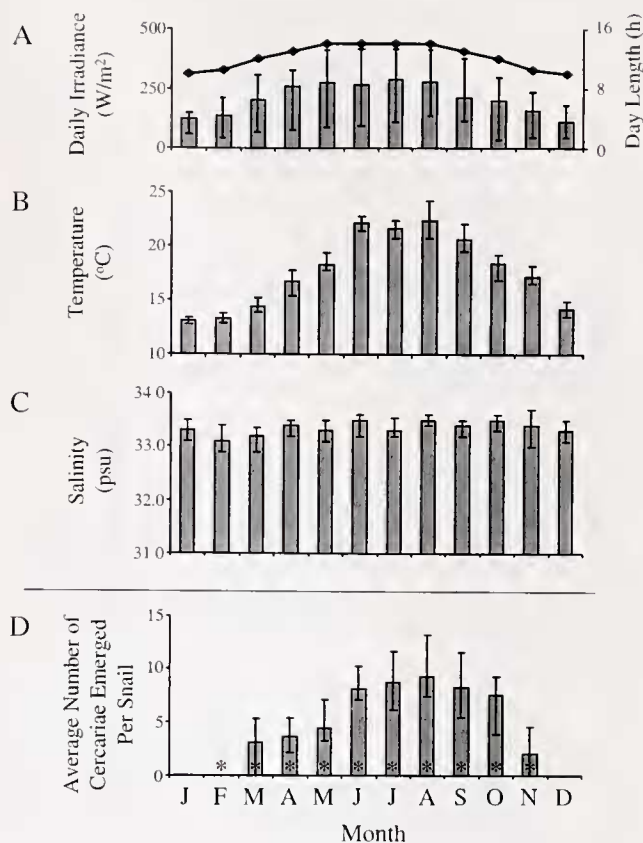 A
Daily Irradiance
(W/m²)
500
250
0
16
8
0
Day Length (h)
B
Temperature
(°C)
25
20
15
10
C
Salinity
(psu)
34 0
33.0
32.0
31 0
D
Average Number of
Cercariae Emerged
Per Snail
15
10
5
0
* * * * * * * * * *
J F M A M J J A S O N D
Month